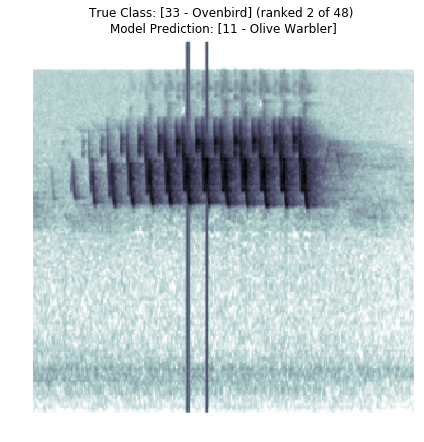 True Class: [33 - Ovenbird] (ranked 2 of 48)
Model Prediction: [11 - Olive Warbler]